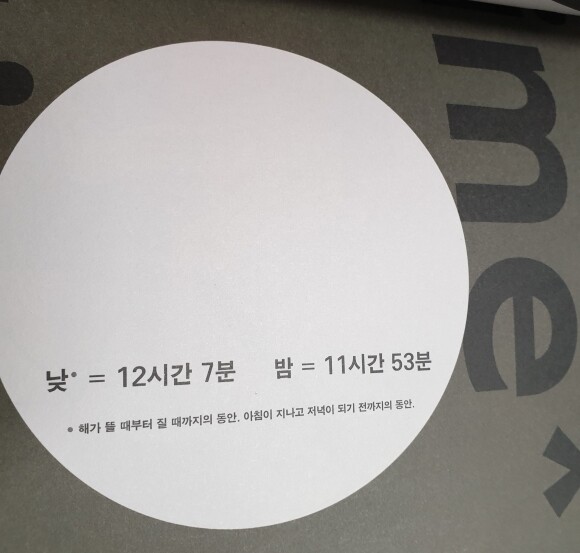 낮• = 12시간 7분 밤 = 11시간 53분
• 해가 뜰 때부터 질 때까지의 동안. 아침이 지나고 저녁이 되기 전까지의 동안.
me*